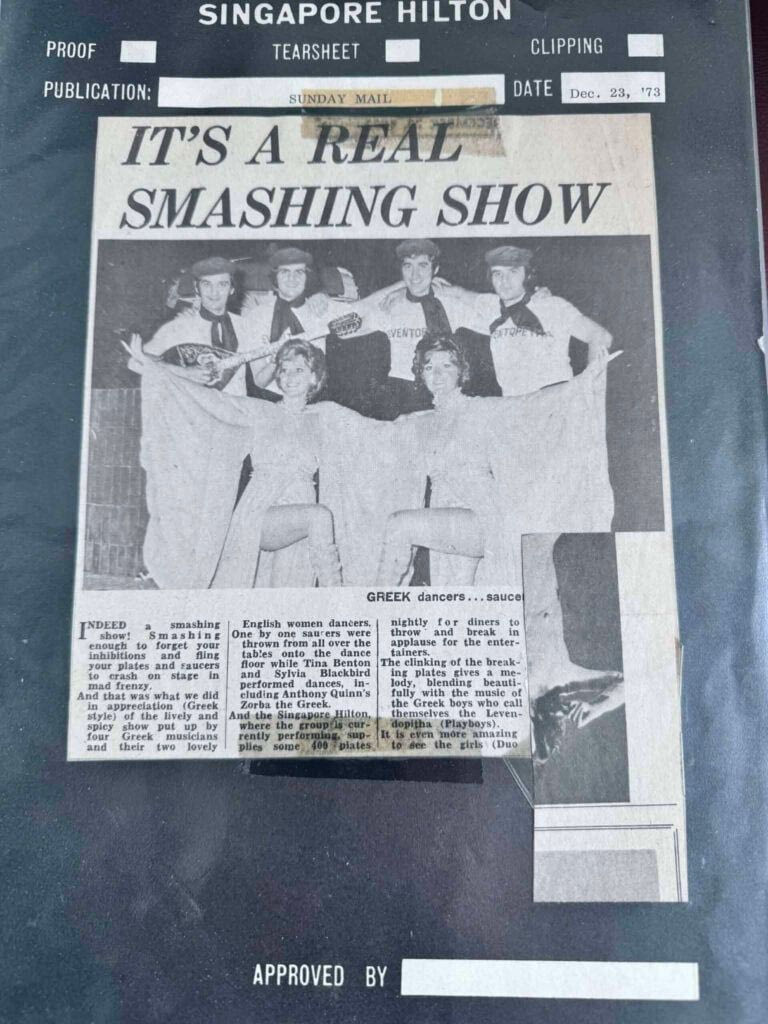 SINGAPORE HILTON
PROOF TEARSHEET CLIPPING
PUBLICATION: SUNDAY MAIL DATE Dec. 23, '73
IT'S A REAL
SMASHING SHOW
GREEK dancers...sauce
INDEED a smashing
show! Smashing
enough to forget your
inhibitions and fling
your plates and saucers
to crash on stage in
mad frenzy.
And that was what we did
in appreciation (Greek
style) of the lively and
spicy show put up by
four Greek musicians
and their two lovely
English women dancers.
One by one saucers were
thrown from all over the
tables onto the dance
floor while Tina Benton
and Sylvia Blackbird
performed dances, in-
cluding Anthony Quinn's
Zorba the Greek.
And the Singapore Hilton,
where the group is cur-
rently performing, sup-
plies some 400 plates
nightly for diners to
throw and break in
applause for the enter-
tainers.
The clinking of the break-
ing plates gives a me-
lody, blending beauti-
fully with the music of
the Greek boys who call
themselves the Leven-
dopitha (Playboys).
It is even more amazing
to see the girls (Duo
APPROVED BY